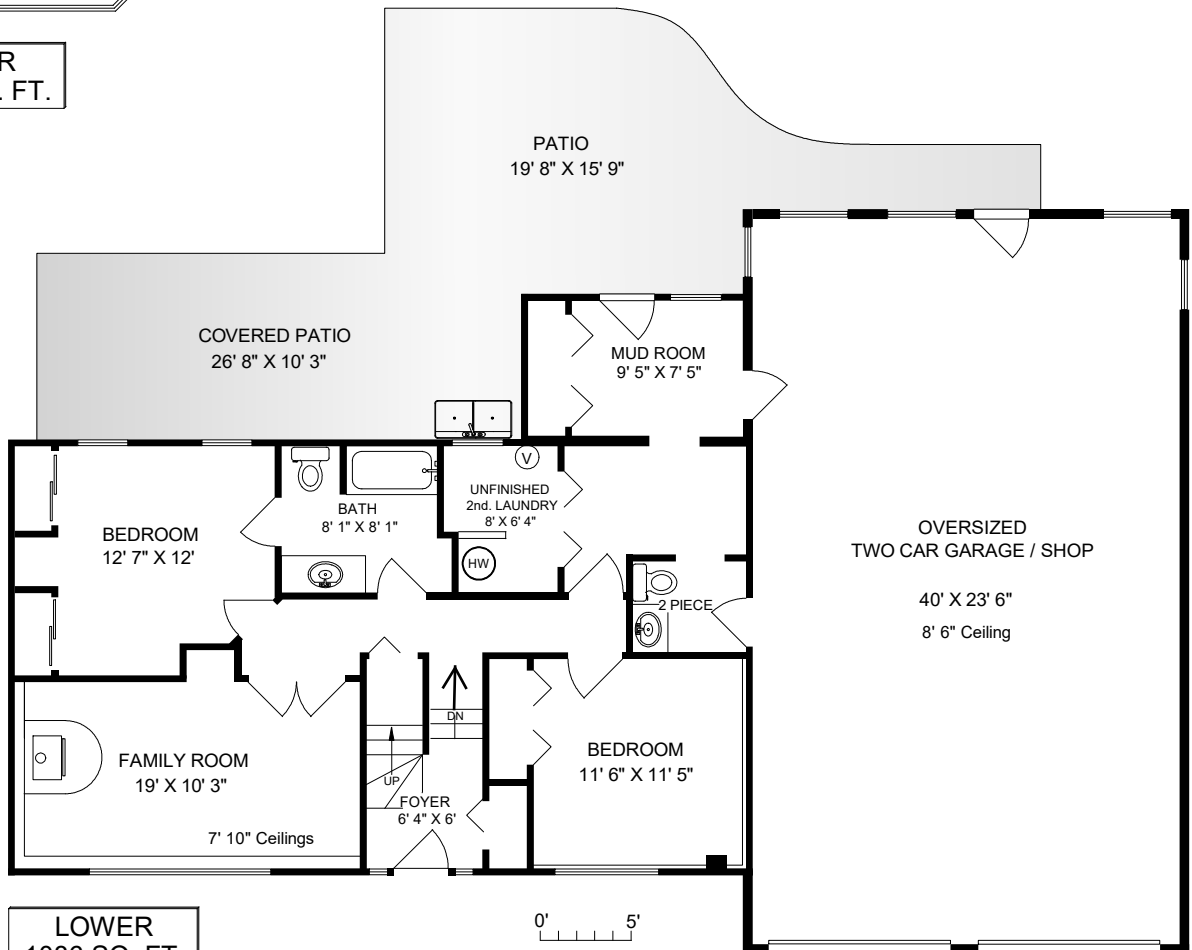 R
. FT.
PATIO
19' 8" X 15' 9"
COVERED PATIO
26' 8" X 10' 3"
MUD ROOM
9' 5" X 7' 5"
V
UNFINISHED
2nd. LAUNDRY
8' X 6' 4"
HW
BATH
8' 1" X 8' 1"
BEDROOM
12' 7" X 12'
OVERSIZED
TWO CAR GARAGE / SHOP
40' X 23' 6"
8' 6" Ceiling
2 PIECE
DN
UP
FAMILY ROOM
19' X 10' 3"
7' 10" Ceilings
FOYER
6' 4" X 6'
BEDROOM
11' 6" X 11' 5"
0' 5'
LOWER
SQ. FT.